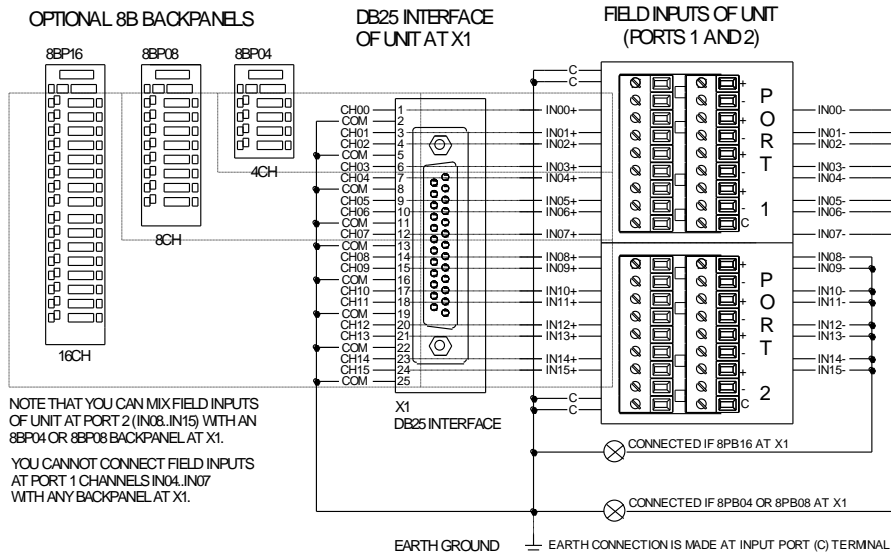 OPTIONAL 8B BACKPANELS
8BP16
8BP08
8BP04
4CH
8CH
16CH
NOTE THAT YOU CAN MIX FIELD INPUTS
OF UNIT AT PORT 2 (IN08..IN15) WITH AN
8BP04 OR 8BP08 BACKPANEL AT X1.
YOU CANNOT CONNECT FIELD INPUTS
AT PORT 1 CHANNELS IN04..IN07
WITH ANY BACKPANEL AT X1.
DB25 INTERFACE
OF UNIT AT X1
CH00 1
COM 2
CH01 3
CH02 4
COM 5
CH03 6
CH04 7
COM 8
CH05 9
CH06 10
COM 11
CH07 12
COM 13
CH08 14
CH09 15
COM 16
CH10 17
CH11 18
COM 19
CH12 20
CH13 21
COM 22
CH14 23
CH15 24
COM 25
X1
DB25 INTERFACE
FIELD INPUTS OF UNIT
(PORTS 1 AND 2)
C
C
IN00+
IN01+
IN02+
IN03+
IN04+
IN05+
IN06+
IN07+
IN08+
IN09+
IN10+
IN11+
IN12+
IN13+
IN14+
IN15+
C
C
+
-
+
-
+
-
+
-
C
PORT 1
+
-
+
-
+
-
+
-
C
PORT 2
IN00-
IN01-
IN02-
IN03-
IN04-
IN05-
IN06-
IN07-
IN08-
IN09-
IN10-
IN11-
IN12-
IN13-
IN14-
IN15-
CONNECTED IF 8PB16 AT X1
CONNECTED IF 8PB04 OR 8PB08 AT X1
EARTH GROUND
EARTH CONNECTION IS MADE AT INPUT PORT (C) TERMINAL